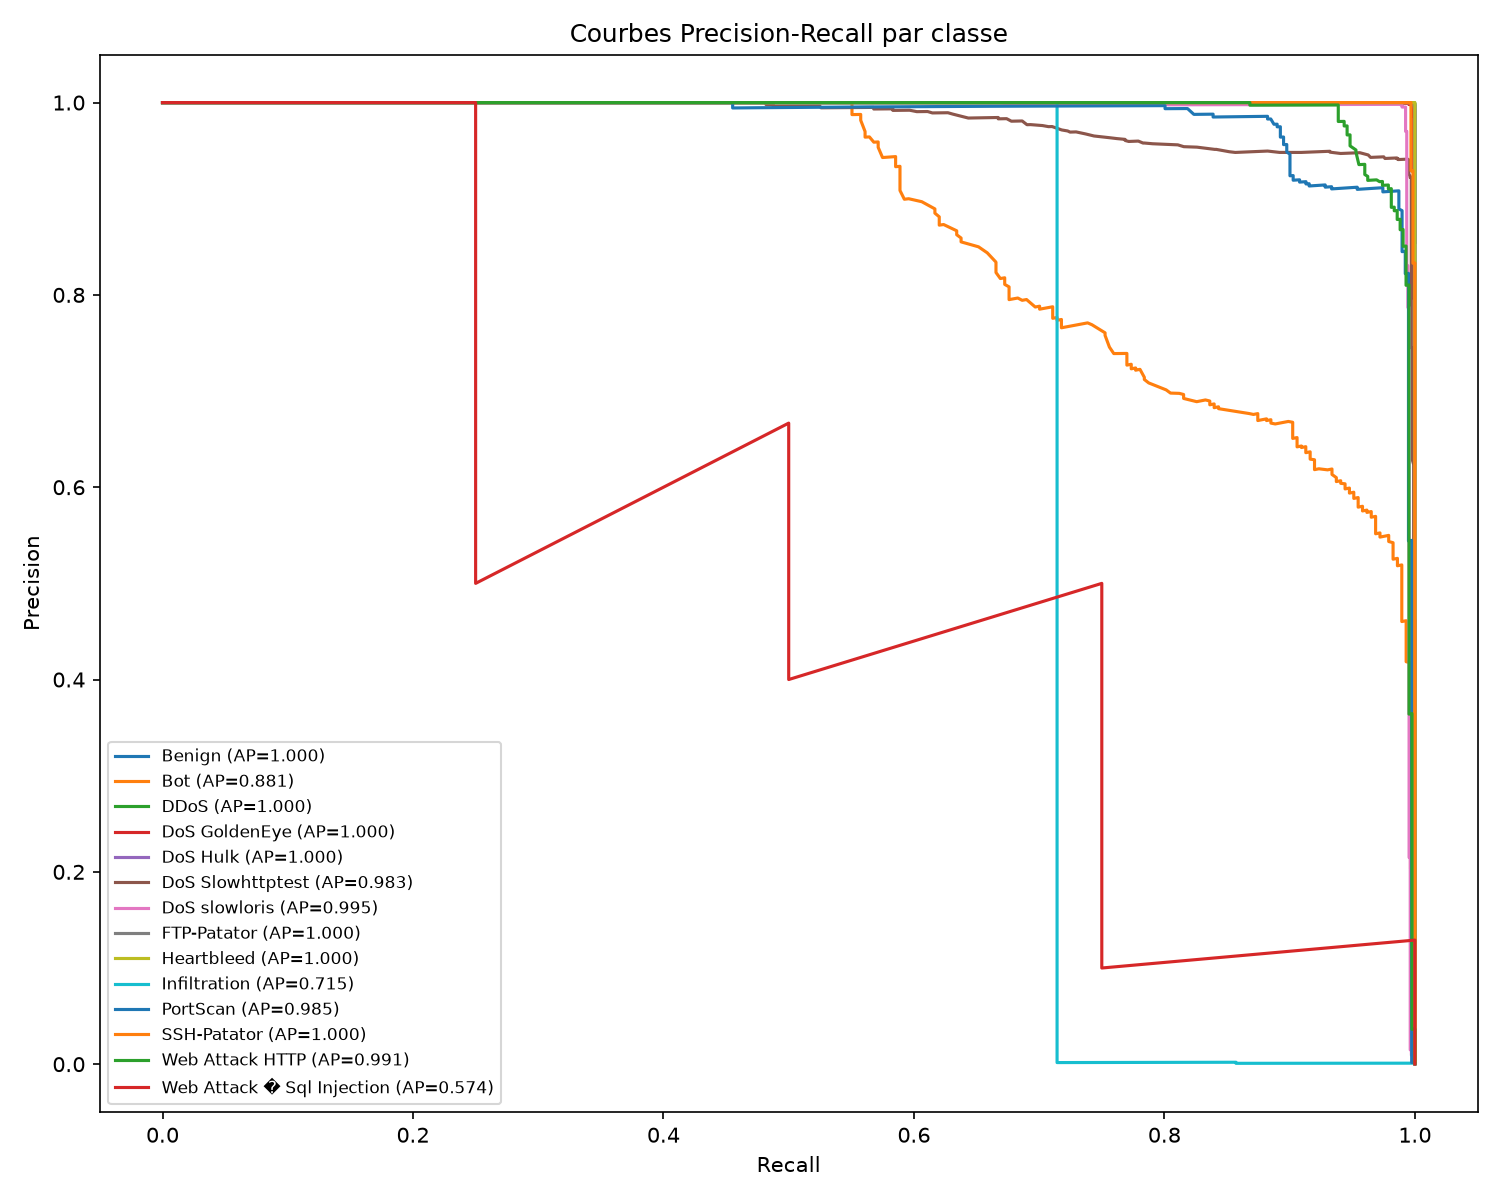 Courbes Precision-Recall par classe
1.0
0.8
0.6
0.4
0.2
0.0
Precision
Benign (AP=1.000)
Bot (AP=0.881)
DDoS (AP=1.000)
DoS GoldenEye (AP=1.000)
DoS Hulk (AP=1.000)
DoS Slowhttptest (AP=0.983)
DoS slowloris (AP=0.995)
FTP-Patator (AP=1.000)
Heartbleed (AP=1.000)
Infiltration (AP=0.715)
PortScan (AP=0.985)
SSH-Patator (AP=1.000)
Web Attack HTTP (AP=0.991)
Web Attack � Sql Injection (AP=0.574)
0.0 0.2 0.4 0.6 0.8 1.0
Recall